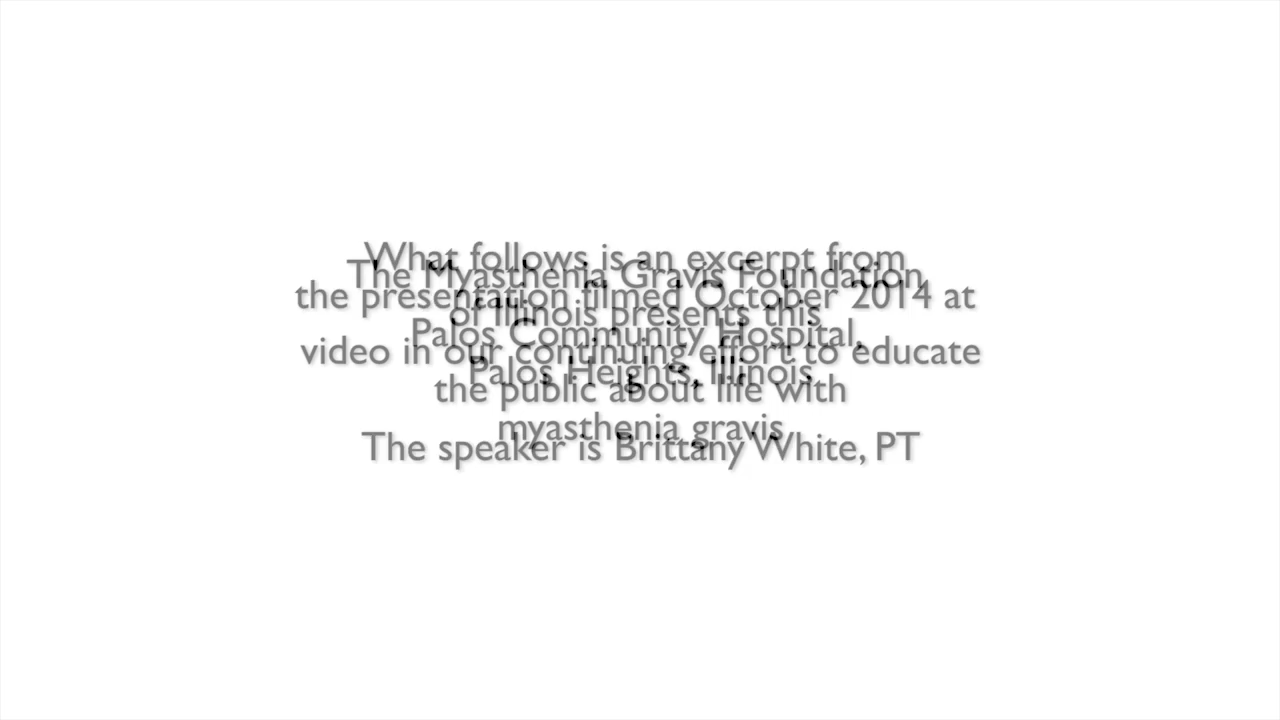 The Myasthenia Gravis Foundation
of Illinois presents this
video in our continuing effort to educate
the public about life with
myasthenia gravis.
What follows is an excerpt from
the presentation filmed October 2014 at
Palos Community Hospital,
Palos Heights, Illinois.
The speaker is Brittany White, PT